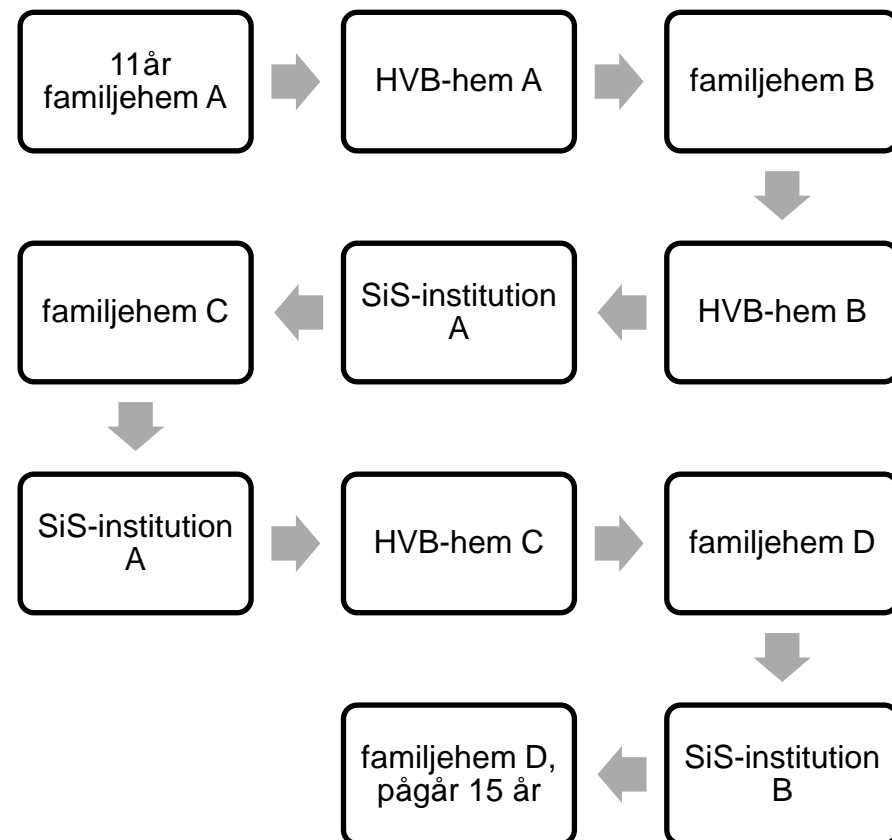 11år
familjehem A
HVB-hem A
familjehem B
HVB-hem B
SiS-institution
A
familjehem C
SiS-institution
A
HVB-hem C
familjehem D
SiS-institution
B
familjehem D,
pågår 15 år